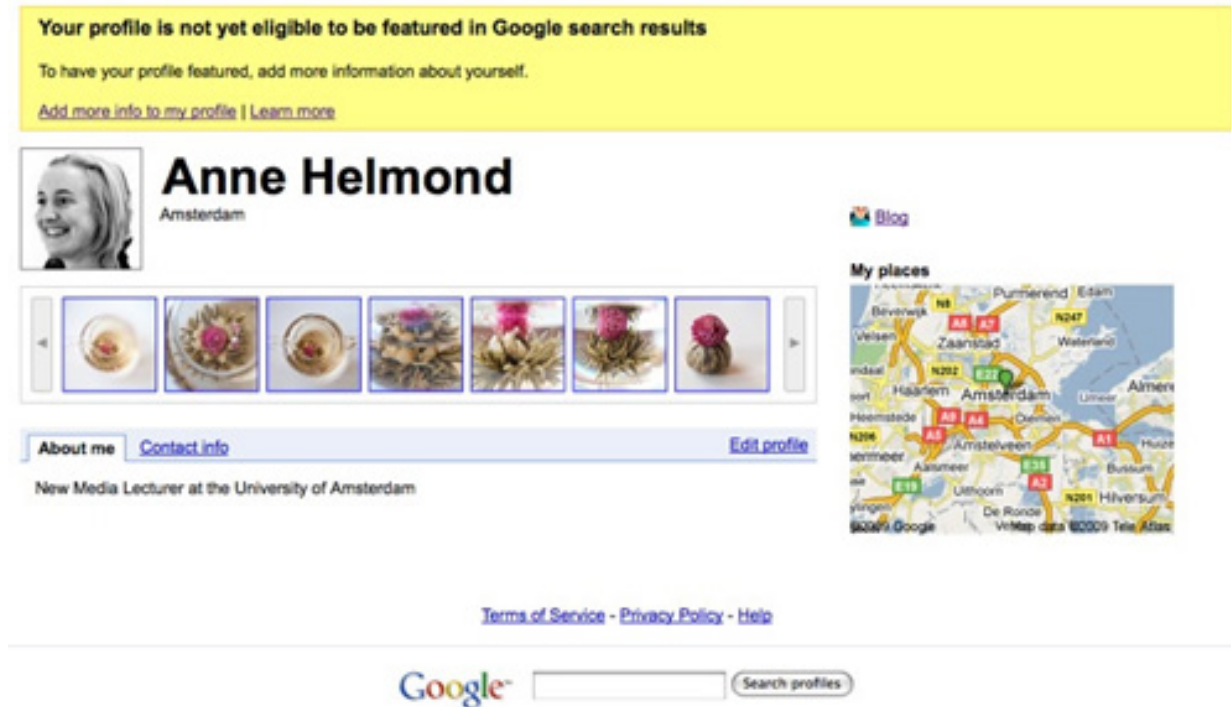 Your profile is not yet eligible to be featured in Google search results
To have your profile featured, add more information about yourself.
Add more info to my profile | Learn more
Anne Helmond
Amsterdam
Blog
My places
Purmerend Edam
N8
Beverwijk
N247
A8 A7
Velsen
Zaanstad
Waterland
N202
E22
Haarlem
Amsterdam
IJmeer
Almere
Heemstede
A9 A4
Diemen
N206
A5
Amstelveen
A1
Huize
Aalsmeer
E35
Bussum
E19
Uithoorn
A2
N201 Hilversum
De Ronde
©2009 Google
Map data ©2009 Tele Atlas
About me
Contact info
Edit profile
New Media Lecturer at the University of Amsterdam
Terms of Service - Privacy Policy - Help
Google™
Search profiles